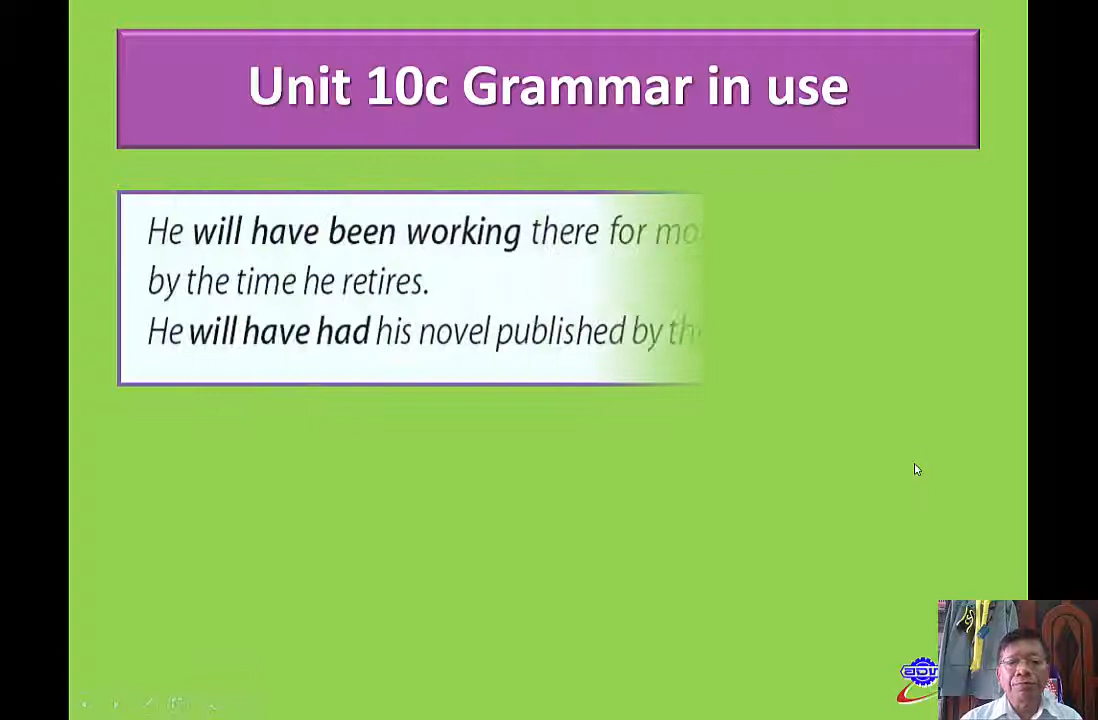 Unit 10c Grammar in use
He will have been working there for
by the time he retires.
He will have had his novel published by